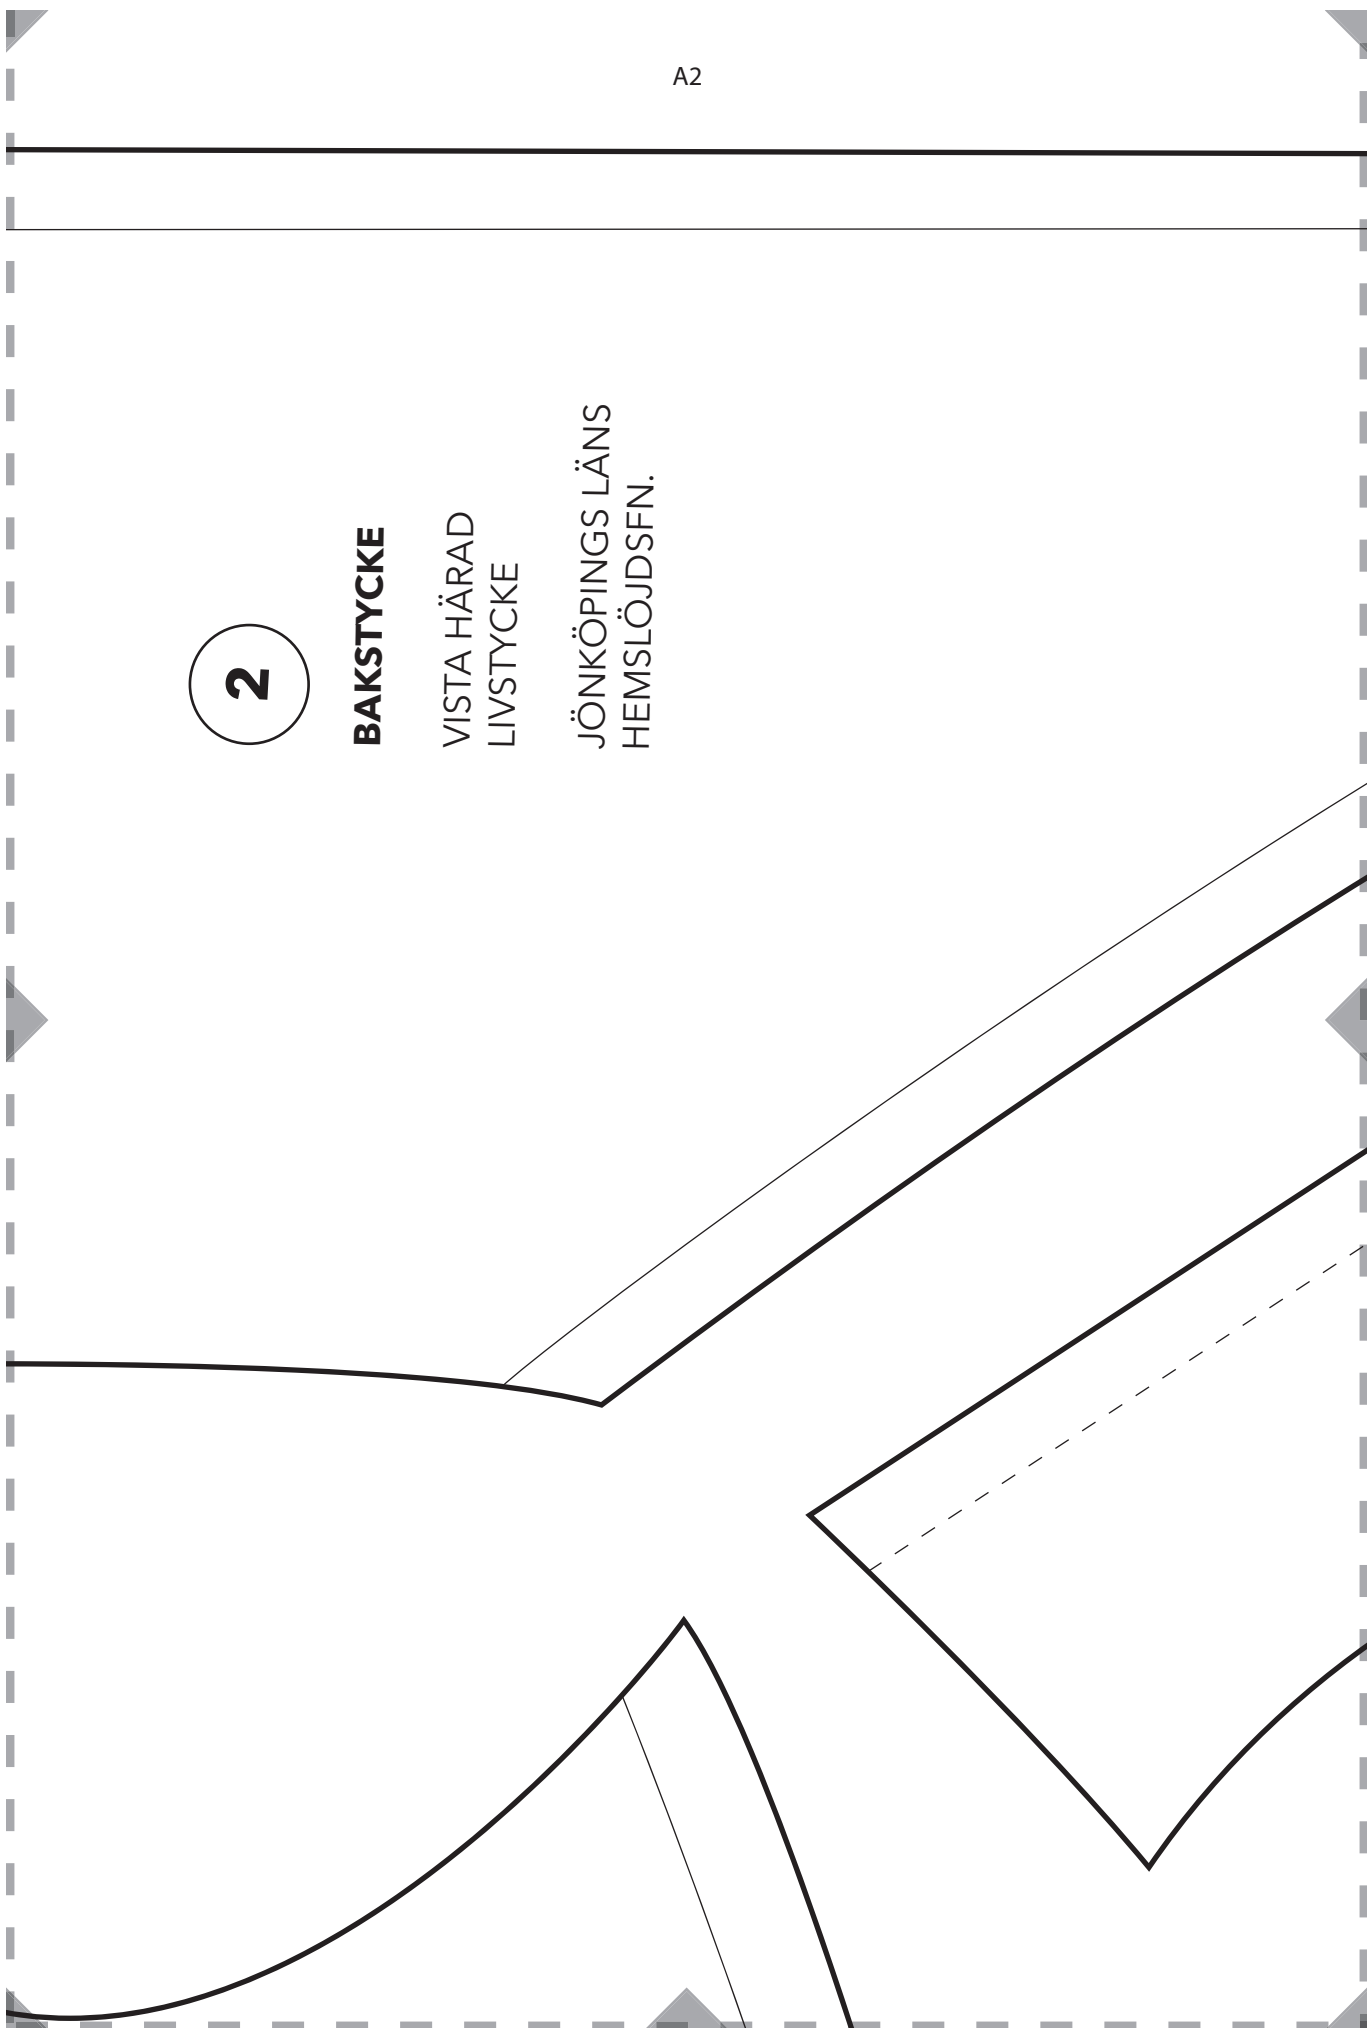 A2
2
BAKSTYCKE
VISTA HÄRAD
LIVSTYCKE
JÖNKÖPINGS LÄNS
HEMSLÖJDSFN.